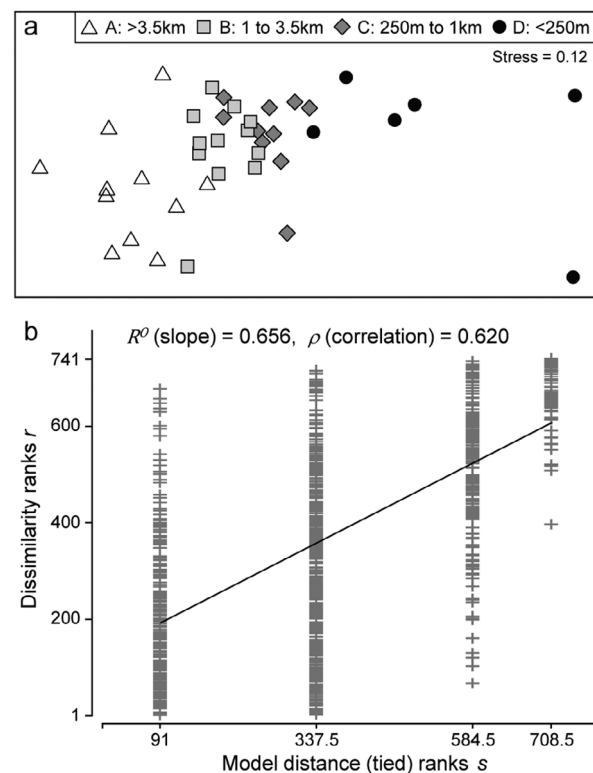 a
A: >3.5km B: 1 to 3.5km C: 250m to 1km D: <250m
Stress = 0.12
b
Rᴼ (slope) = 0.656, ρ (correlation) = 0.620
741
600
400
200
1
Dissimilarity ranks r
91 337.5 584.5 708.5
Model distance (tied) ranks s